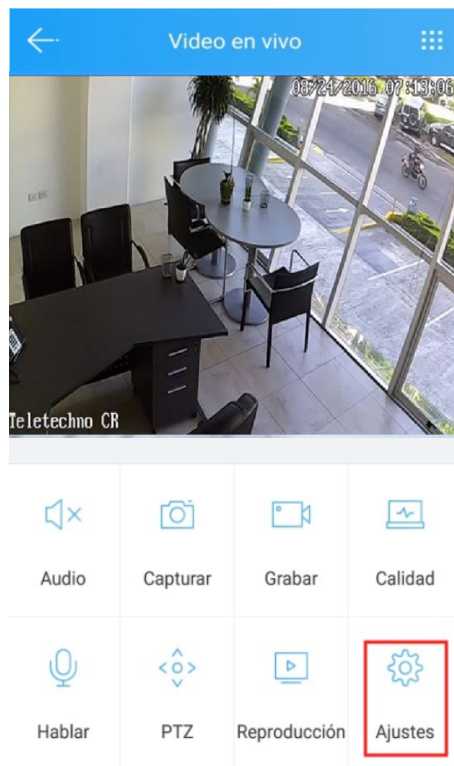 Video en vivo
08/24/2016 07:13:06
Teletechno CR
Audio
Capturar
Grabar
Calidad
Hablar
PTZ
Reproducción
Ajustes